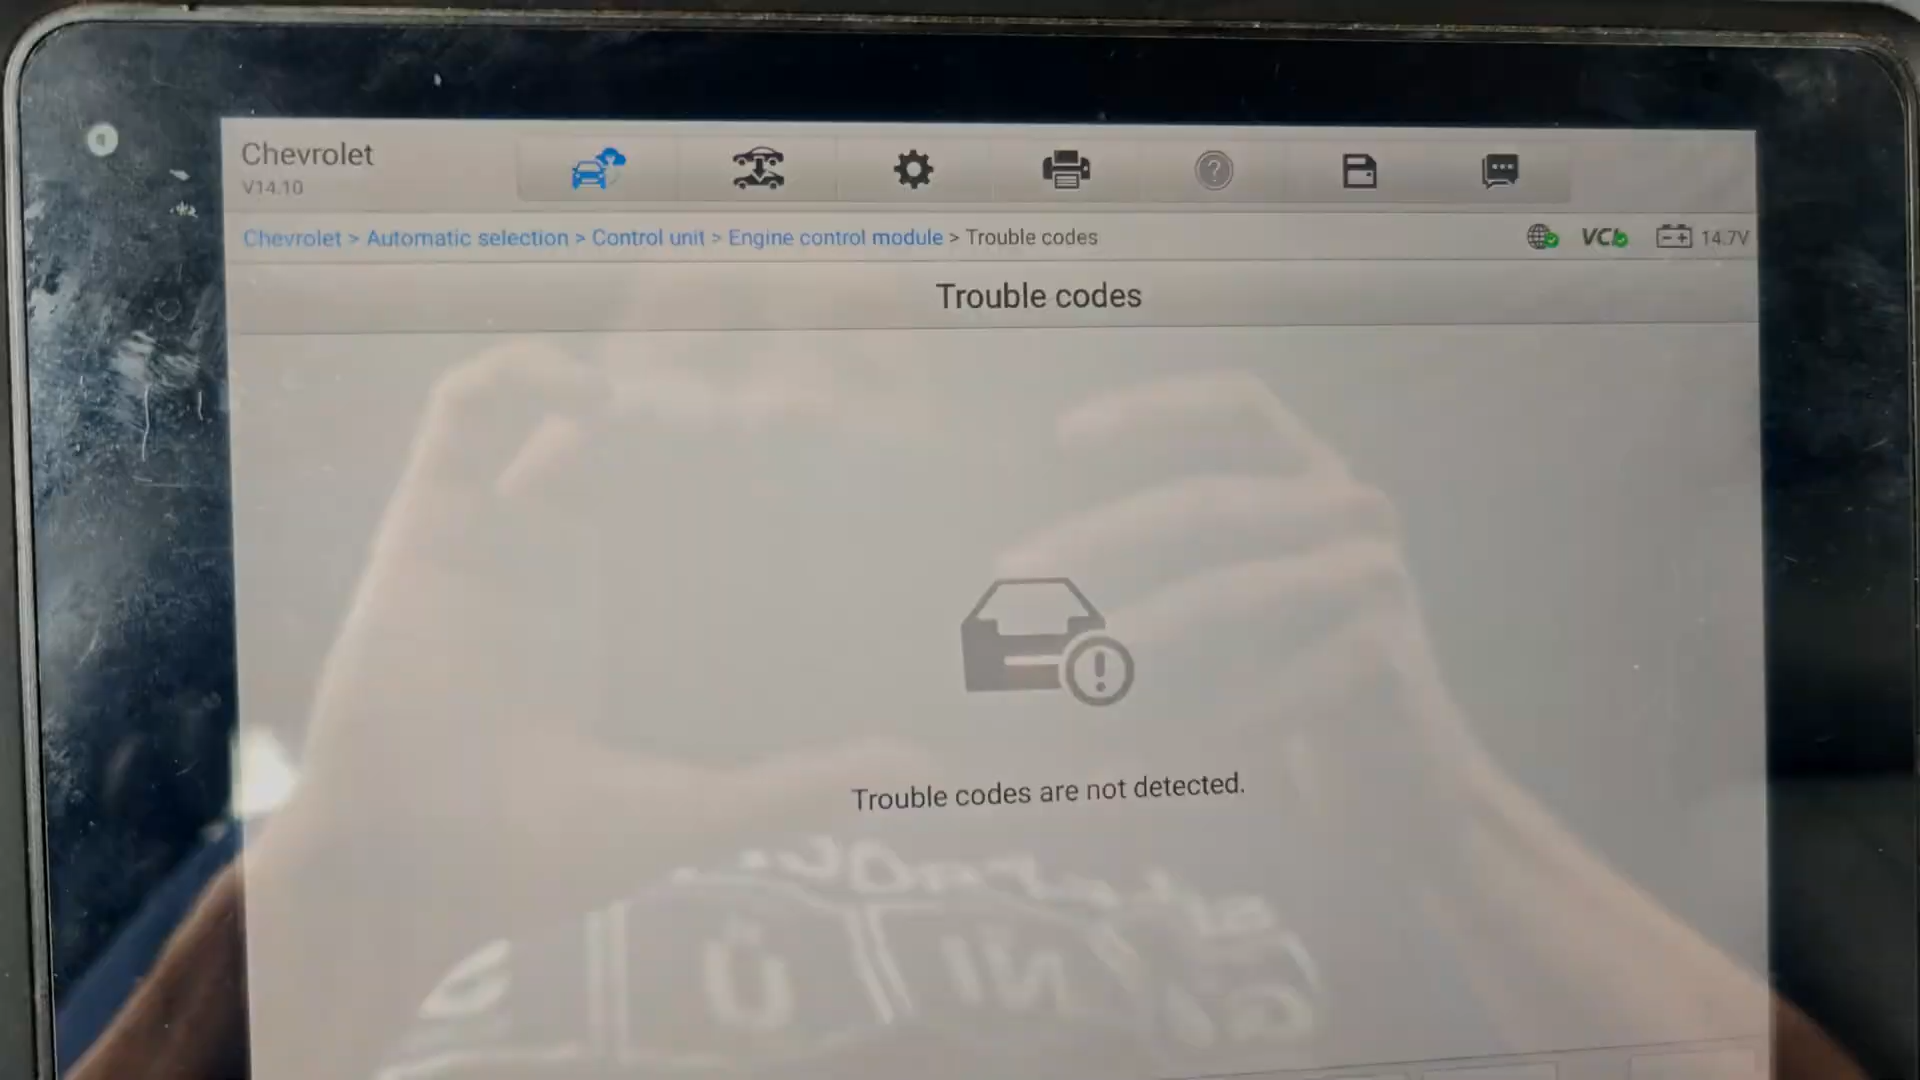 Chevrolet
V14.10
Chevrolet > Automatic selection > Control unit > Engine control module > Trouble codes
VCI
14.7V
Trouble codes
Trouble codes are not detected.